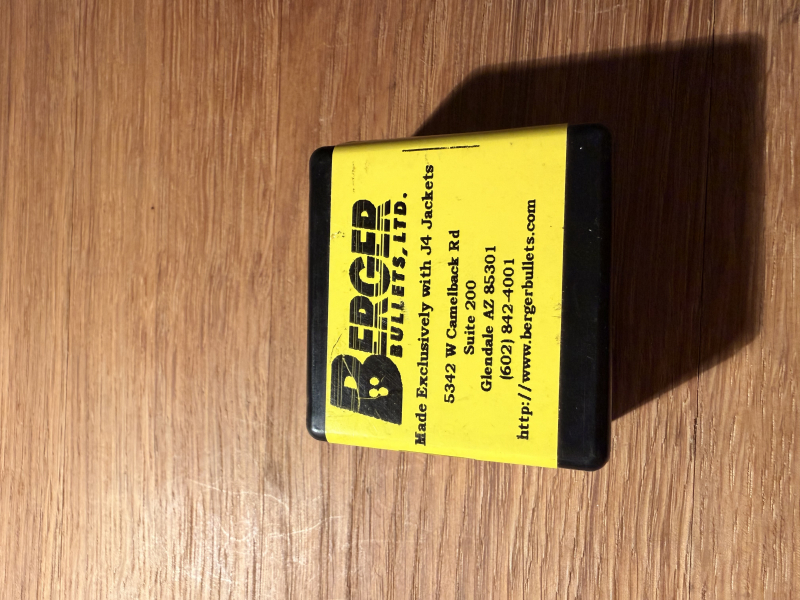 BERGER
BULLETS, LTD.
Made Exclusively with J4 Jackets
5342 W Camelback Rd
Suite 200
Glendale AZ 85301
(602) 842-4001
http://www.bergerbullets.com